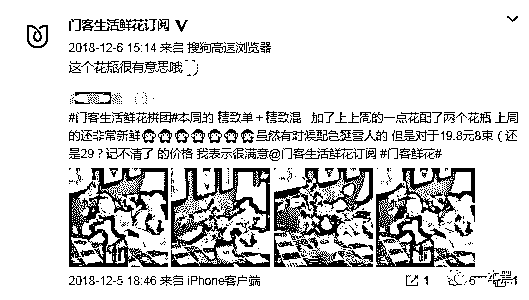 门客生活鲜花订阅 V
2018-12-6 15:14 来自 搜狗高速浏览器
这个花瓶很有意思哦
#门客生活鲜花拼团#本周的 精致单+精致混 加了上上周的一点花配了两个花瓶 上周
的还非常新鲜 虽然有时候配色挺雷人的 但是对于19.8元8束（还
是29？记不清了 的价格 我表示很满意@门客生活鲜花订阅 #门客鲜花#
2018-12-5 18:46 来自 iPhone客户端
1